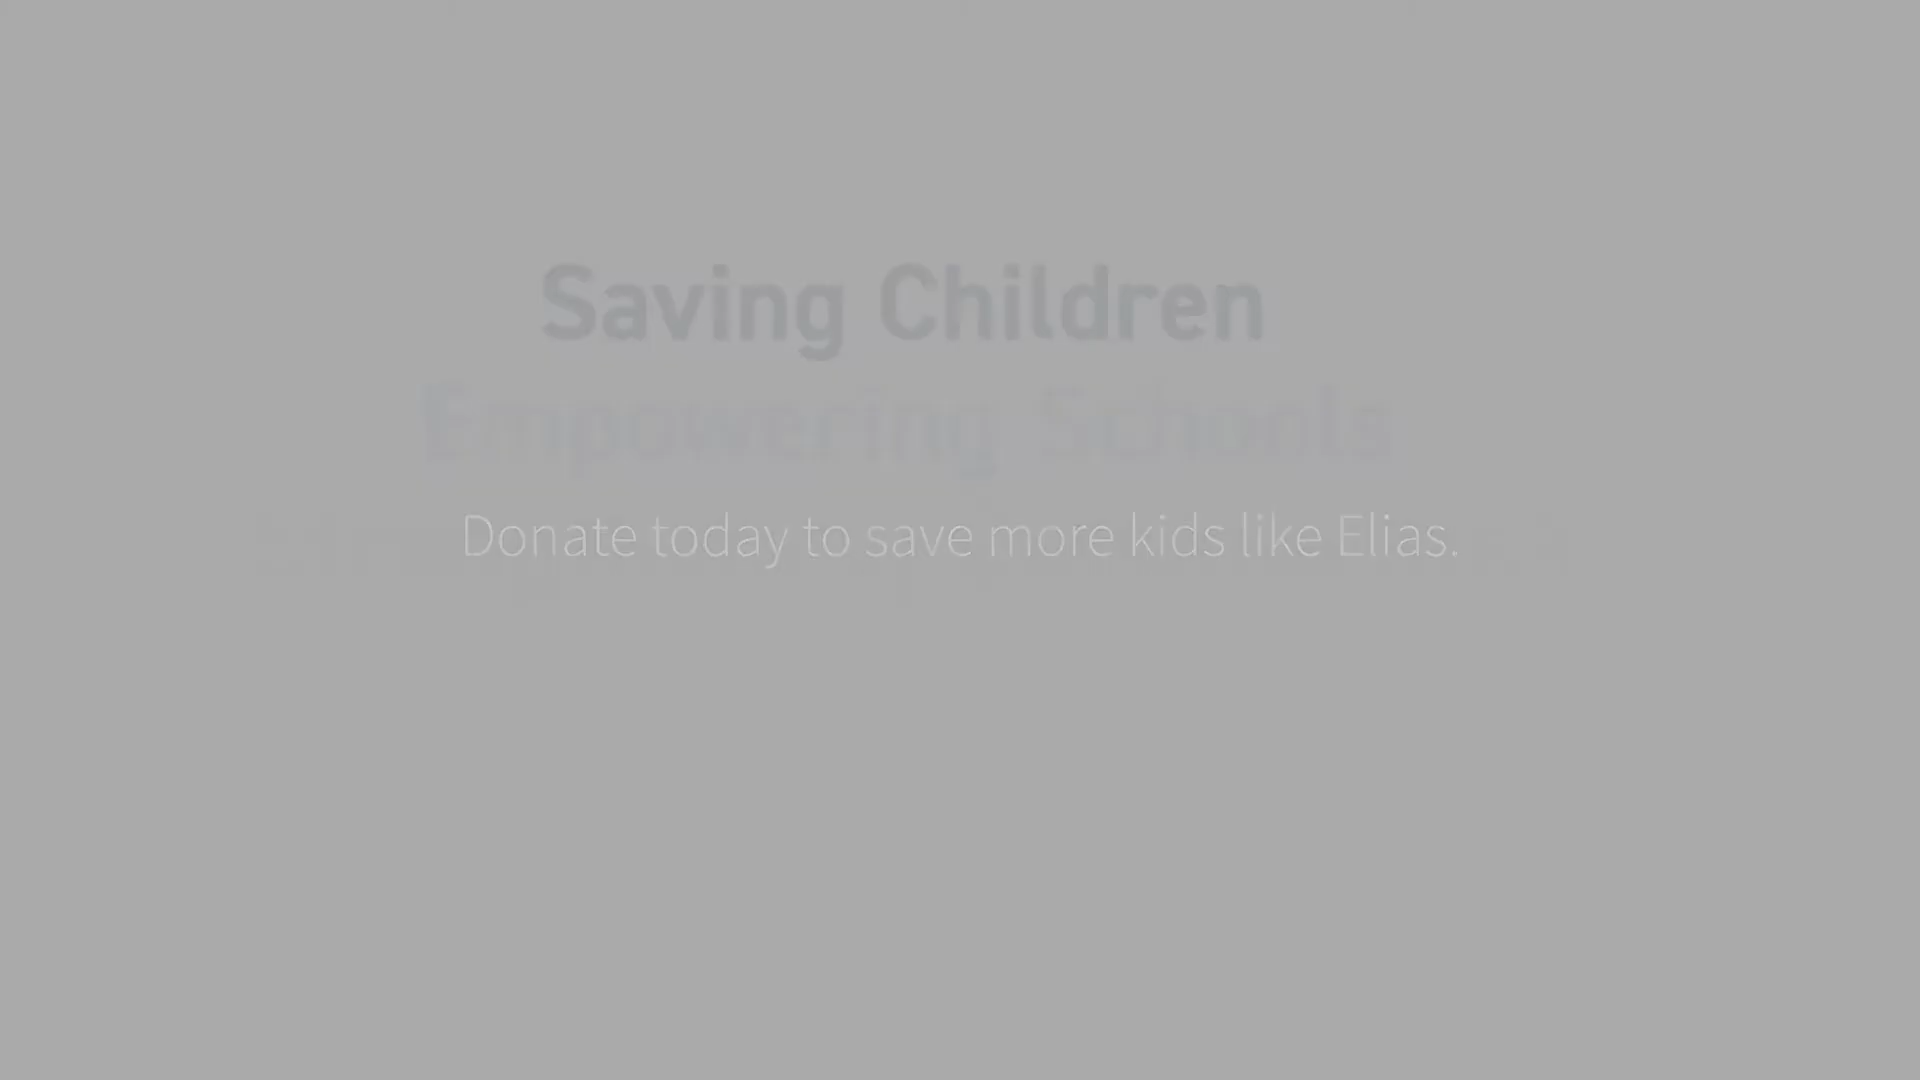 Saving Children
Empowering Schools
Donate today to save more kids like Elias.